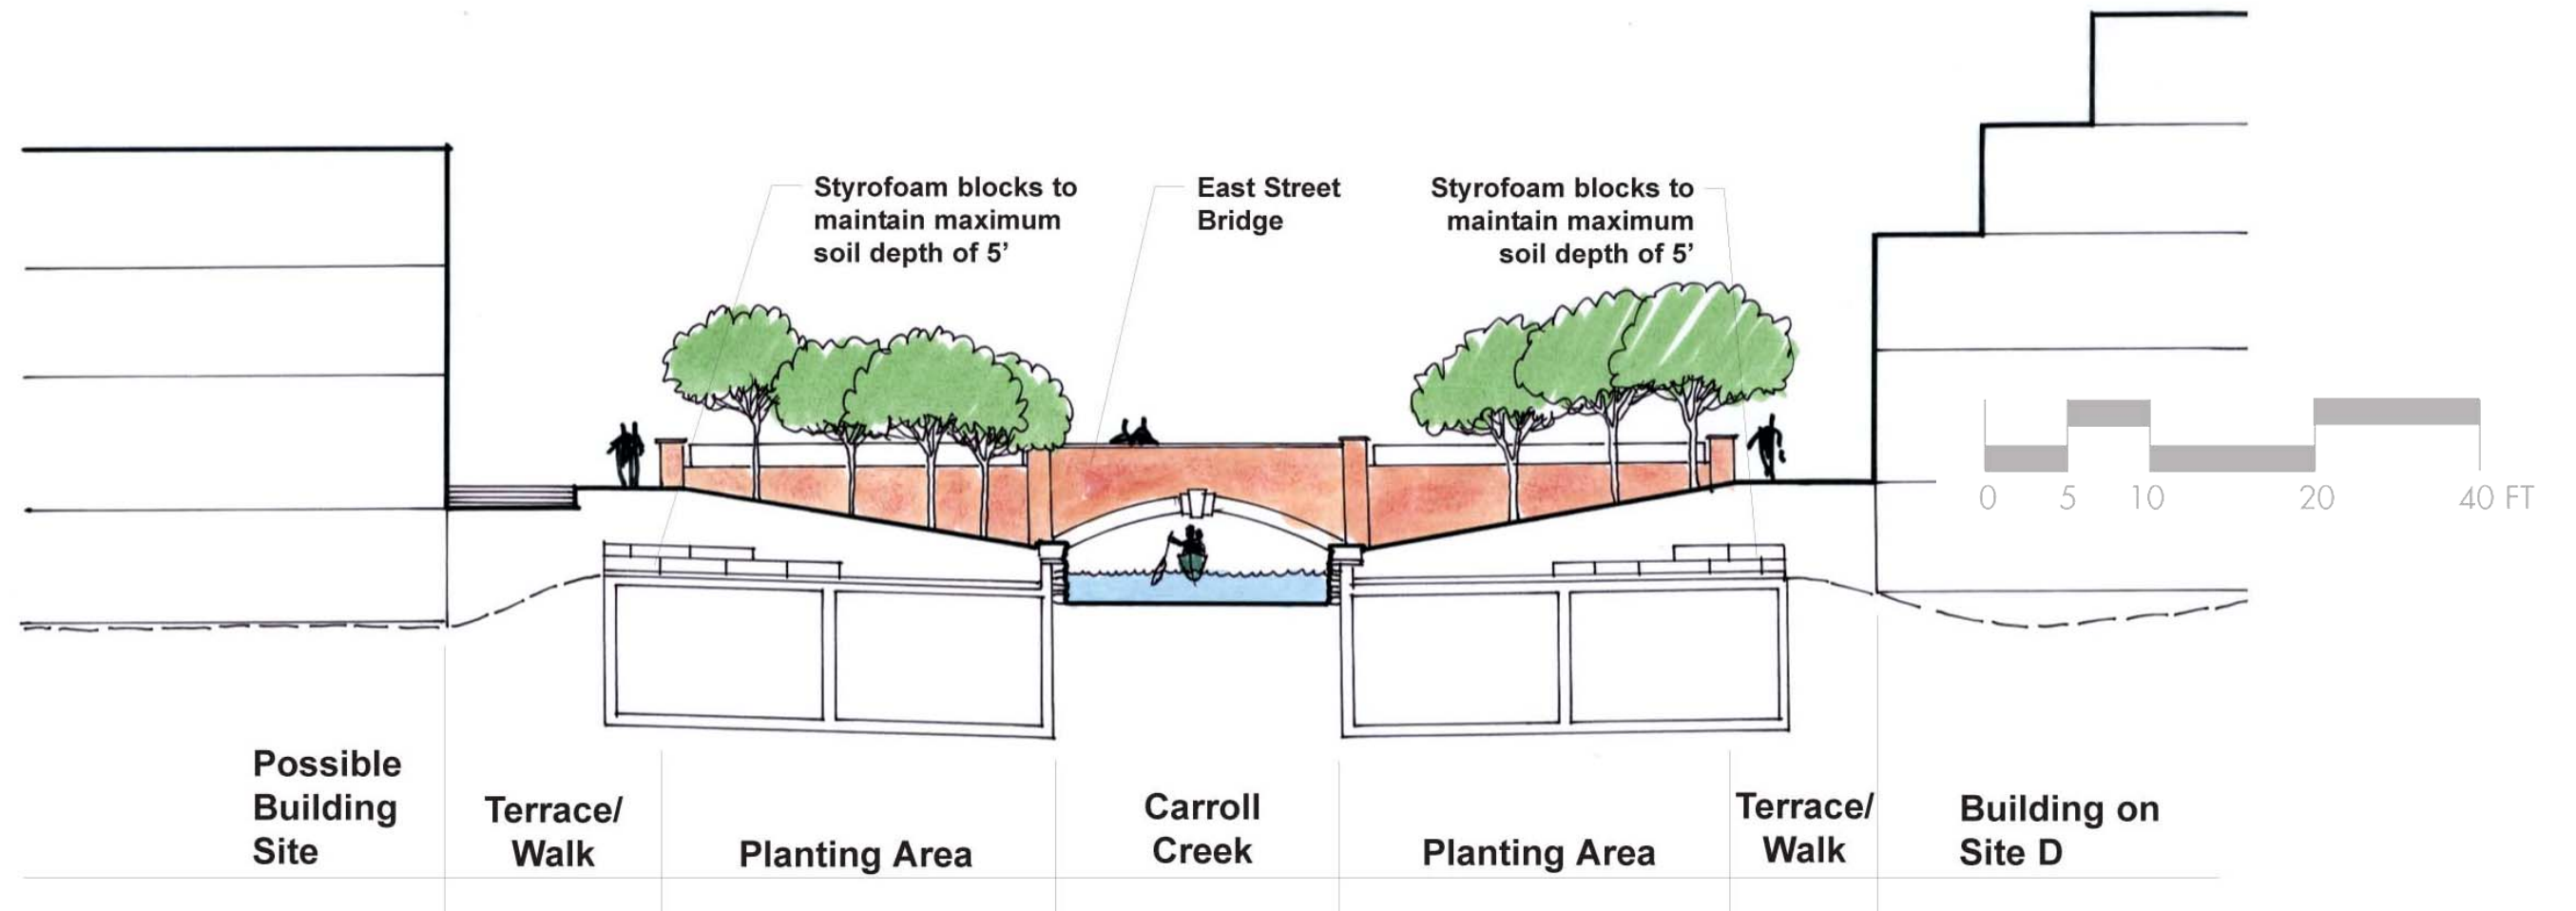 Styrofoam blocks to
maintain maximum
soil depth of 5’
East Street
Bridge
Styrofoam blocks to
maintain maximum
soil depth of 5’
0 5 10 20 40 FT
Possible
Building
Site
Terrace/
Walk
Planting Area
Carroll
Creek
Planting Area
Terrace/
Walk
Building on
Site D